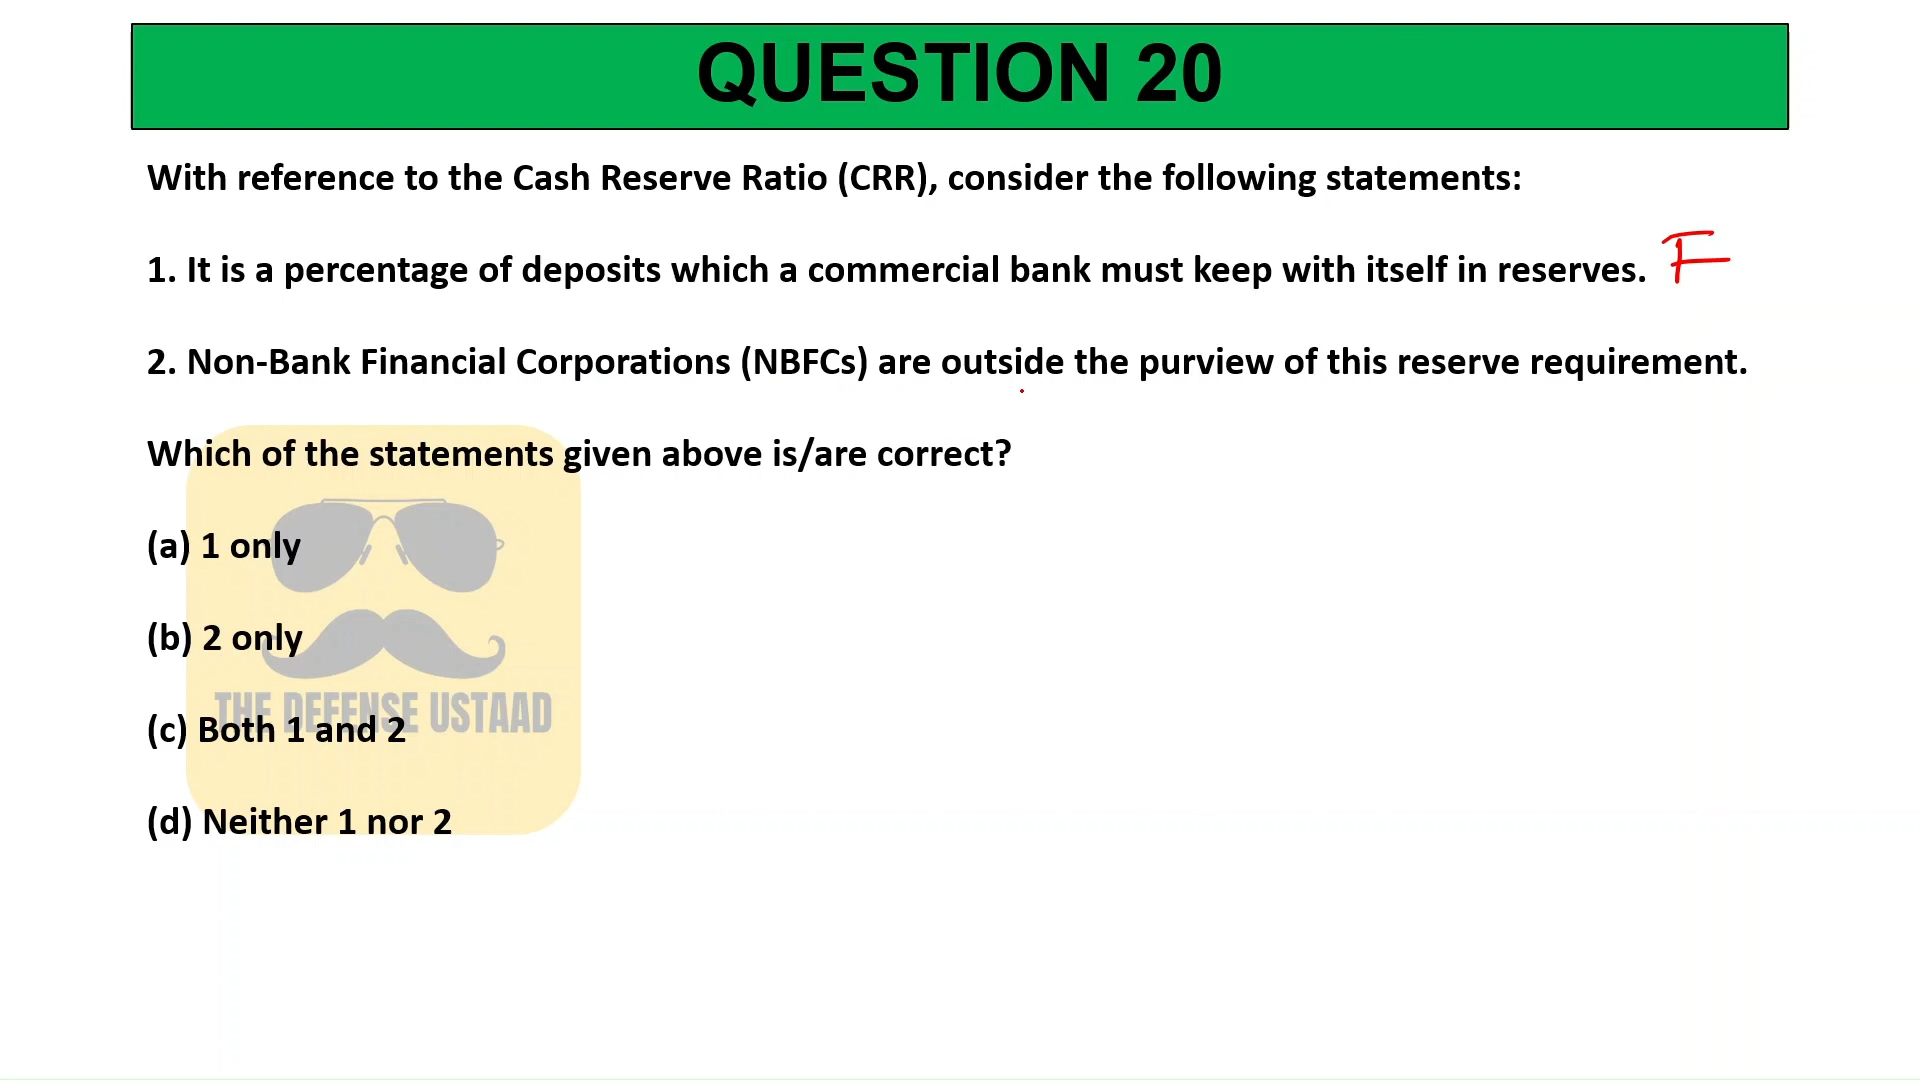 QUESTION 20
With reference to the Cash Reserve Ratio (CRR), consider the following statements:
1. It is a percentage of deposits which a commercial bank must keep with itself in reserves. F
2. Non-Bank Financial Corporations (NBFCs) are outside the purview of this reserve requirement.
Which of the statements given above is/are correct?
(a) 1 only
(b) 2 only
THE DEFENSE USTAAD
(c) Both 1 and 2
(d) Neither 1 nor 2